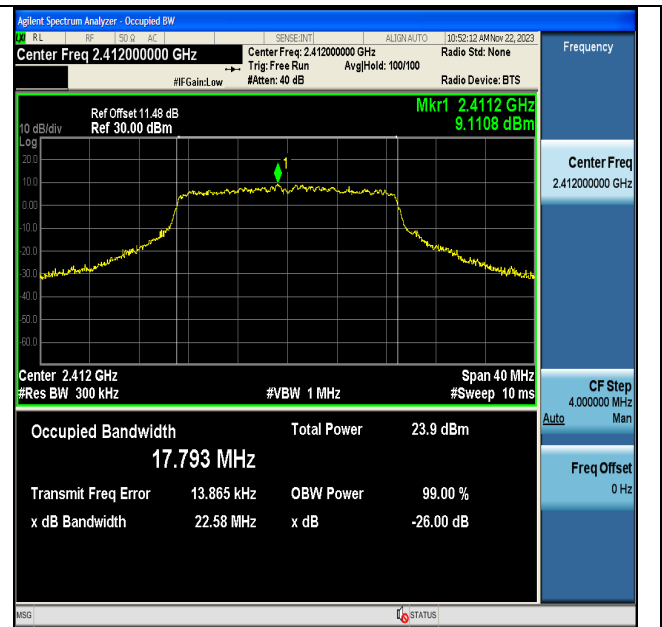 Agilent Spectrum Analyzer - Occupied BW
LXI RL RF 50 Ω AC SENSE:INT ALIGN AUTO 10:52:12 AM Nov 22, 2023
Center Freq 2.412000000 GHz
Center Freq: 2.412000000 GHz
Radio Std: None
Trig: Free Run Avg|Hold: 100/100
#IFGain:Low
#Atten: 40 dB
Radio Device: BTS
Frequency
Ref Offset 11.48 dB
Mkr1 2.4112 GHz
10 dB/div Ref 30.00 dBm
9.1108 dBm
Log
20.0
10.0
0.00
-10.0
-20.0
-30.0
-40.0
-50.0
-60.0
1
Center Freq
2.412000000 GHz
Center 2.412 GHz
Span 40 MHz
#Res BW 300 kHz
#VBW 1 MHz
#Sweep 10 ms
CF Step
4.000000 MHz
Auto Man
Occupied Bandwidth
17.793 MHz
Total Power 23.9 dBm
Transmit Freq Error 13.865 kHz
OBW Power 99.00 %
x dB Bandwidth 22.58 MHz
x dB -26.00 dB
Freq Offset
0 Hz
MSG
STATUS